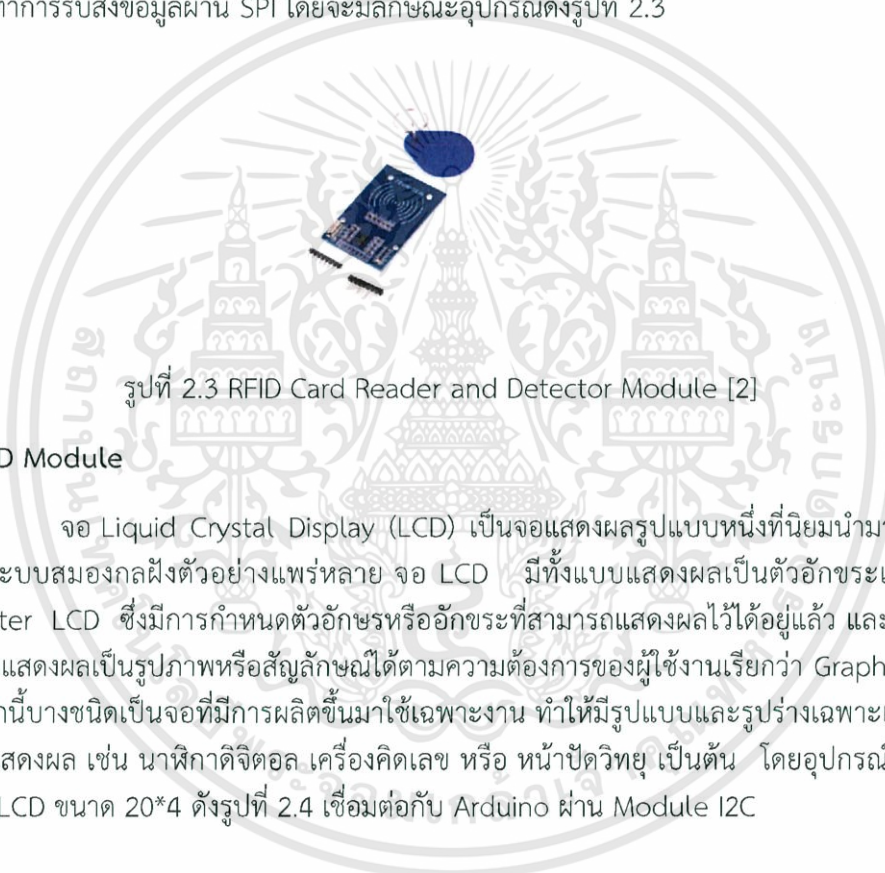 ทำการรับส่งข้อมูลผ่าน SPI โดยจะมีลักษณะอุปกรณ์ดังรูปที่ 2.3
รูปที่ 2.3 RFID Card Reader and Detector Module [2]
D Module
จอ Liquid Crystal Display (LCD) เป็นจอแสดงผลรูปแบบหนึ่งที่นิยมนำมา
ะบบสมองกลฝังตัวอย่างแพร่หลาย จอ LCD มีทั้งแบบแสดงผลเป็นตัวอักขระเ
ter LCD ซึ่งมีการกำหนดตัวอักษรหรืออักขระที่สามารถแสดงผลไว้ได้อยู่แล้ว และ
แสดงผลเป็นรูปภาพหรือสัญลักษณ์ได้ตามความต้องการของผู้ใช้งานเรียกว่า Graph
กนี้บางชนิดเป็นจอที่มีการผลิตขึ้นมาใช้เฉพาะงาน ทำให้มีรูปแบบและรูปร่างเฉพาะ
แสดงผล เช่น นาฬิกาดิจิตอล เครื่องคิดเลข หรือ หน้าปัดวิทยุ เป็นต้น โดยอุปกรณ์
LCD ขนาด 20*4 ดังรูปที่ 2.4 เชื่อมต่อกับ Arduino ผ่าน Module I2C